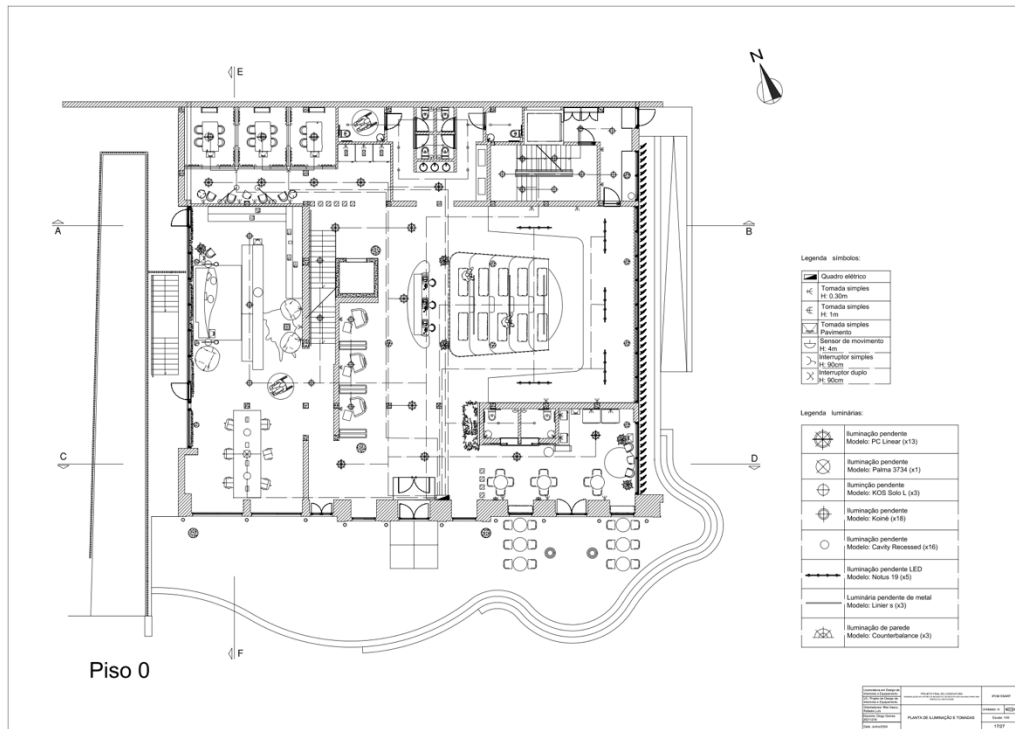 N
E
A
B
C
D
F
Piso 0
Legenda símbolos:
Quadro elétrico
Tomada simples
H: 0.30m
Tomada simples
H: 1m
Tomada simples
Pavimento
Sensor de movimento
H: 4m
Interruptor simples
H: 90cm
Interruptor duplo
H: 90cm
Legenda luminárias:
Iluminação pendente
Modelo: PC Linear (x13)
Iluminação pendente
Modelo: Palma 3734 (x1)
Iluminção pendente
Modelo: KOS Solo L (x3)
Iluminação pendente
Modelo: Koinè (x18)
Iluminação pendente
Modelo: Cavity Recessed (x16)
Iluminação pendente LED
Modelo: Notus 19 (x5)
Luminária pendente de metal
Modelo: Linier s (x3)
Iluminação de parede
Modelo: Counterbalance (x3)
PLANTA DE ILUMINAÇÃO E TOMADAS
17/27